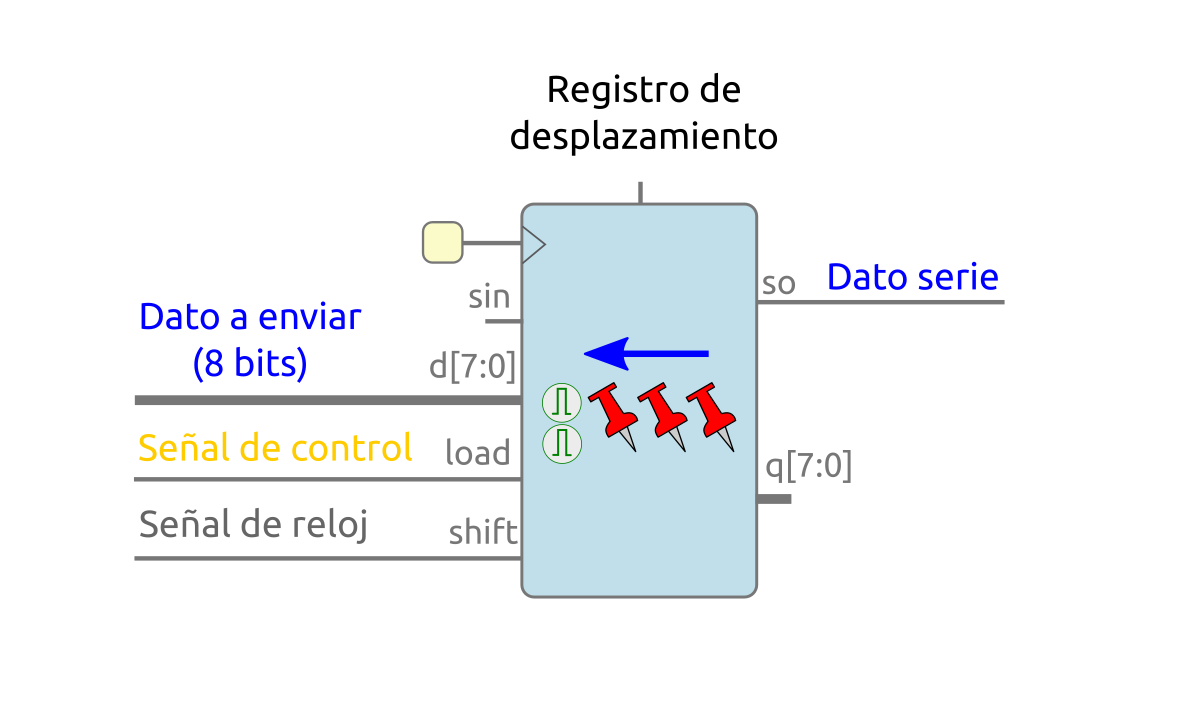 Registro de
desplazamiento
sin
so
Dato serie
Dato a enviar
(8 bits)
d[7:0]
Señal de control
load
q[7:0]
Señal de reloj
shift